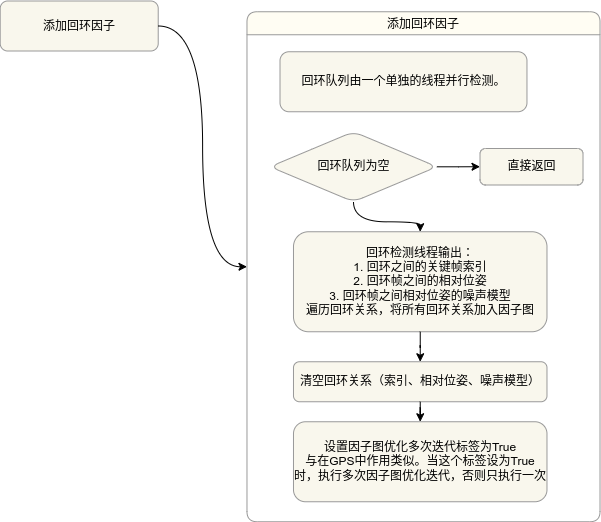 添加回环因子
添加回环因子
回环队列由一个单独的线程并行检测。
回环队列为空
直接返回
回环检测线程输出：
1. 回环之间的关键帧索引
2. 回环帧之间的相对位姿
3. 回环帧之间相对位姿的噪声模型
遍历回环关系，将所有回环关系加入因子图
清空回环关系（索引、相对位姿、噪声模型）
设置因子图优化多次迭代标签为True
与在GPS中作用类似。当这个标签设为True
时，执行多次因子图优化迭代，否则只执行一次